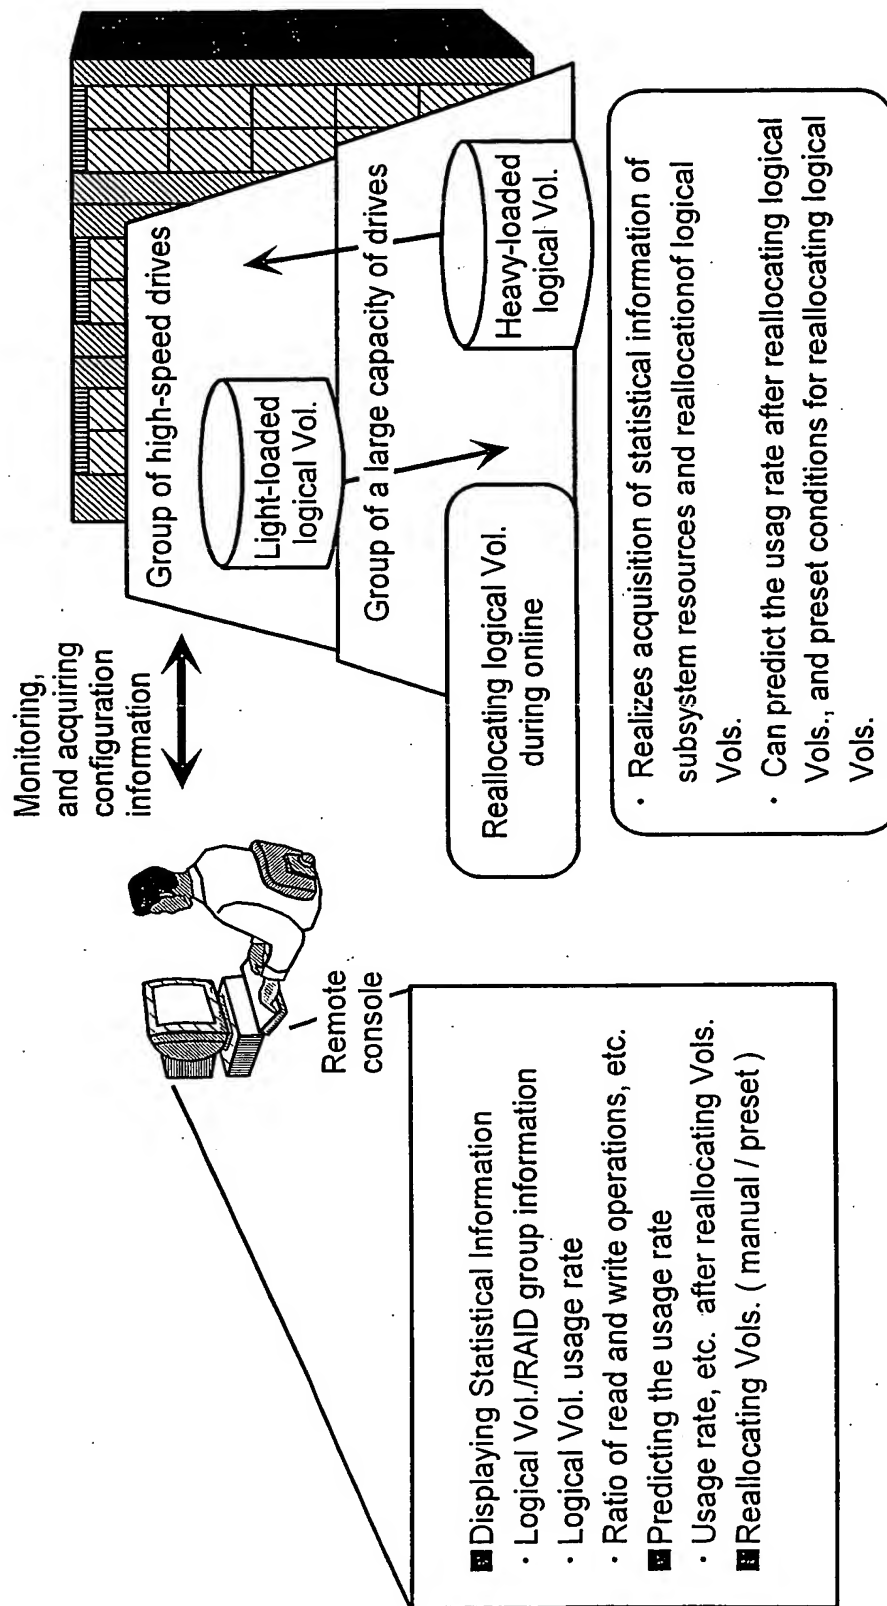 Monitoring,
and acquiring
configuration
information
Remote
console
■ Displaying Statistical Information
· Logical Vol./RAID group information
· Logical Vol. usage rate
· Ratio of read and write operations, etc.
■ Predicting the usage rate
· Usage rate, etc. after reallocating Vols.
■ Reallocating Vols. ( manual / preset )
Group of high-speed drives
Light-loaded
logical Vol.
Group of a large capacity of drives
Heavy-loaded
logical Vol.
Reallocating logical Vol.
during online
· Realizes acquisition of statistical information of
subsystem resources and reallocationof logical
Vols.
· Can predict the usag rate after reallocating logical
Vols., and preset conditions for reallocating logical
Vols.